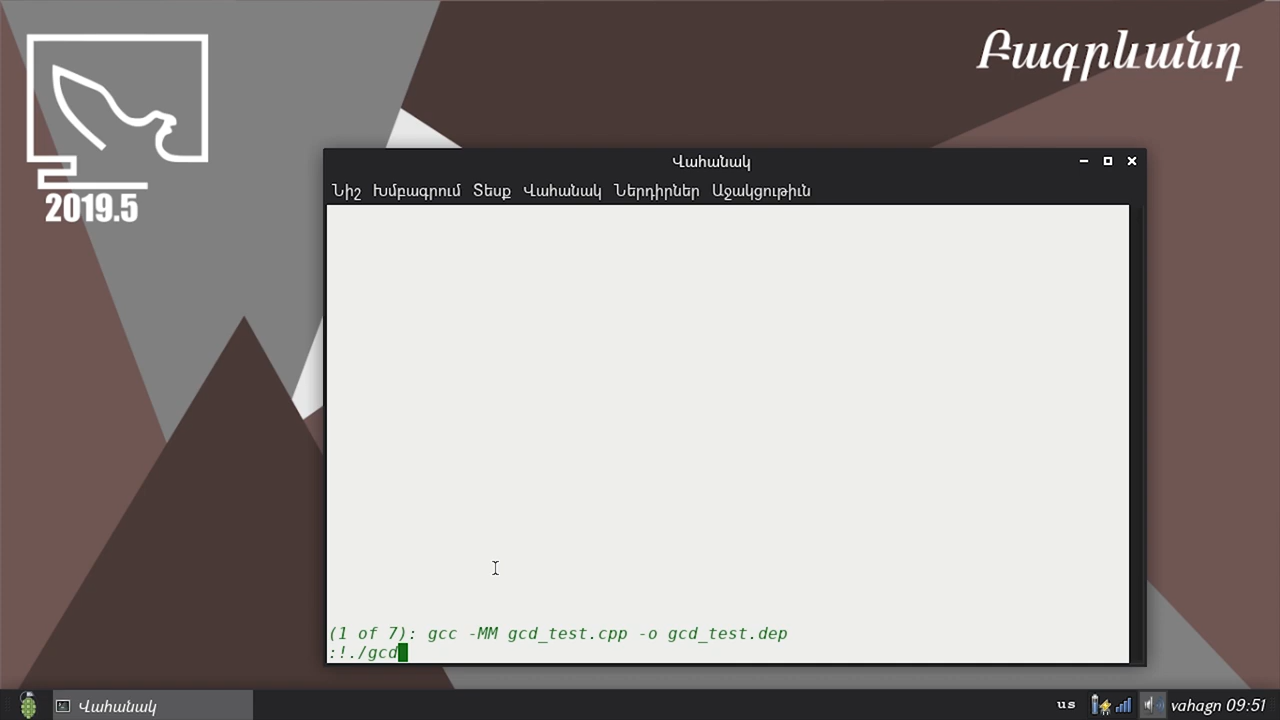 2019.5
Բագրևանդ
Վահանակ
Նիշ Խմբագրում Տեսք Վահանակ Ներդիրներ Աջակցութիւն
(1 of 7): gcc -MM gcd_test.cpp -o gcd_test.dep
:!./gcd
Վահանակ
us
vahagn 09:51